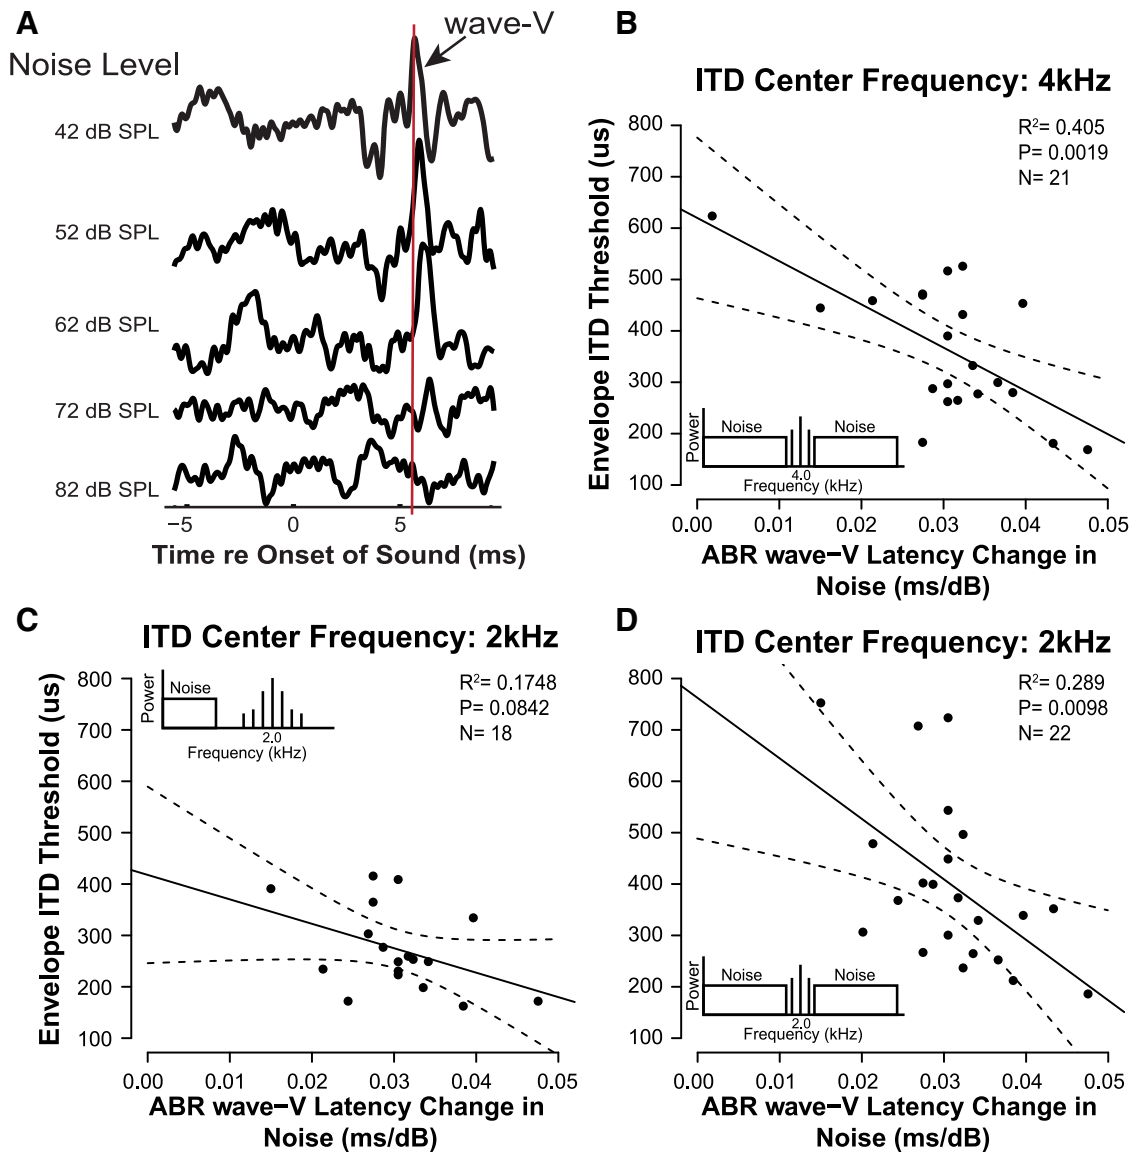 A
Noise Level
wave-V
42 dB SPL
52 dB SPL
62 dB SPL
72 dB SPL
82 dB SPL
−5
0
5
Time re Onset of Sound (ms)
B
ITD Center Frequency: 4kHz
R²= 0.405
P= 0.0019
N= 21
Envelope ITD Threshold (us)
800
700
600
500
400
300
200
100
Power
Noise
Noise
4.0
Frequency (kHz)
0.00
0.01
0.02
0.03
0.04
0.05
ABR wave−V Latency Change in
Noise (ms/dB)
C
ITD Center Frequency: 2kHz
R²= 0.1748
P= 0.0842
N= 18
Envelope ITD Threshold (us)
800
700
600
500
400
300
200
100
Power
Noise
2.0
Frequency (kHz)
0.00
0.01
0.02
0.03
0.04
0.05
ABR wave−V Latency Change in
Noise (ms/dB)
D
ITD Center Frequency: 2kHz
R²= 0.289
P= 0.0098
N= 22
800
700
600
500
400
300
200
100
Power
Noise
Noise
2.0
Frequency (kHz)
0.00
0.01
0.02
0.03
0.04
0.05
ABR wave−V Latency Change in
Noise (ms/dB)